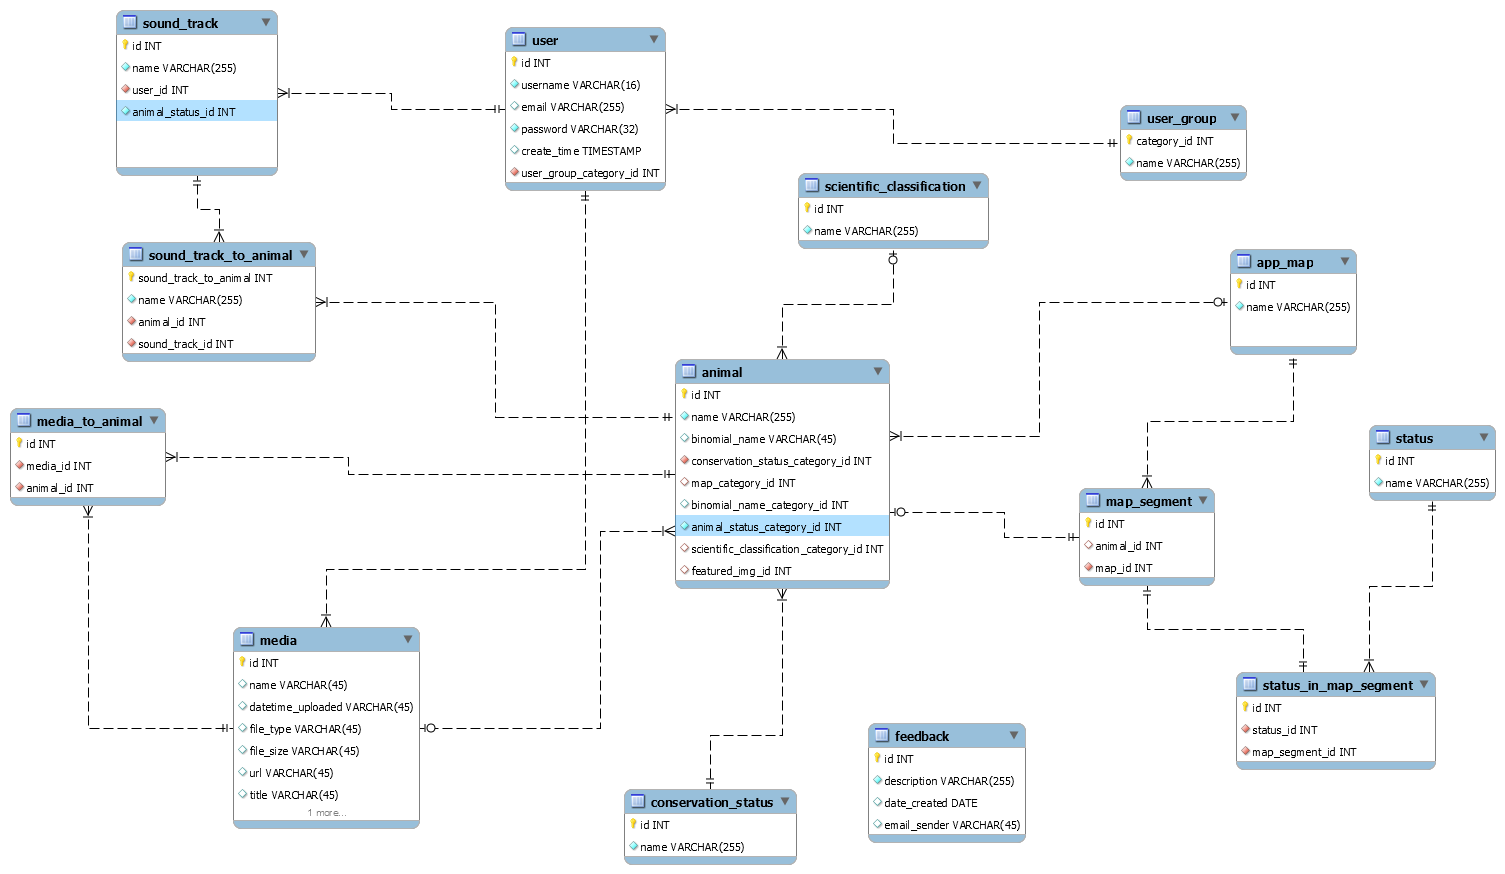 sound_track
id INT
name VARCHAR(255)
user_id INT
animal_status_id INT
user
id INT
username VARCHAR(16)
email VARCHAR(255)
password VARCHAR(32)
create_time TIMESTAMP
user_group_category_id INT
user_group
category_id INT
name VARCHAR(255)
scientific_classification
id INT
name VARCHAR(255)
sound_track_to_animal
sound_track_to_animal INT
name VARCHAR(255)
animal_id INT
sound_track_id INT
app_map
id INT
name VARCHAR(255)
animal
id INT
name VARCHAR(255)
binomial_name VARCHAR(45)
conservation_status_category_id INT
map_category_id INT
binomial_name_category_id INT
animal_status_category_id INT
scientific_classification_category_id INT
featured_img_id INT
media_to_animal
id INT
media_id INT
animal_id INT
status
id INT
name VARCHAR(255)
map_segment
id INT
animal_id INT
map_id INT
media
id INT
name VARCHAR(45)
datetime_uploaded VARCHAR(45)
file_type VARCHAR(45)
file_size VARCHAR(45)
url VARCHAR(45)
title VARCHAR(45)
1 more...
status_in_map_segment
id INT
status_id INT
map_segment_id INT
feedback
id INT
description VARCHAR(255)
date_created DATE
email_sender VARCHAR(45)
conservation_status
id INT
name VARCHAR(255)